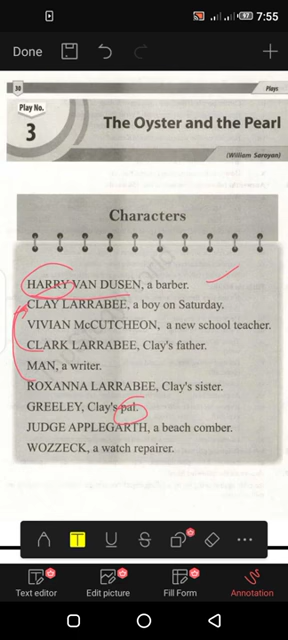 7:55
Done
30
Plays
Play No.
3
The Oyster and the Pearl
(William Saroyan)
Characters
HARRY VAN DUSEN, a barber.
CLAY LARRABEE, a boy on Saturday.
VIVIAN McCUTCHEON, a new school teacher.
CLARK LARRABEE, Clay's father.
MAN, a writer.
ROXANNA LARRABEE, Clay's sister.
GREELEY, Clay's pal.
JUDGE APPLEGARTH, a beach comber.
WOZZECK, a watch repairer.
T U S
Text editor
Edit picture
Fill Form
Annotation